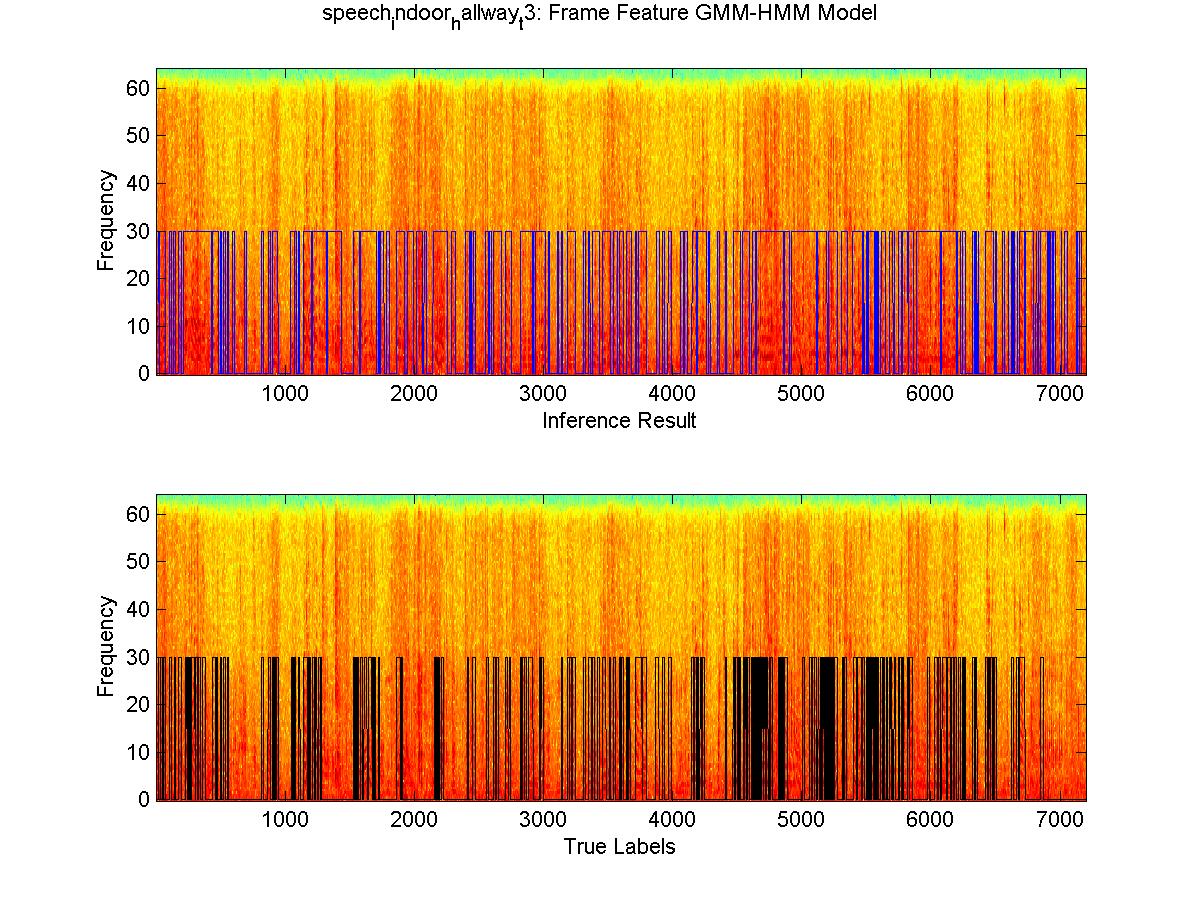 speech_indoor_hallway_t3: Frame Feature GMM-HMM Model
60
50
40
30
20
10
0
Frequency
1000 2000 3000 4000 5000 6000 7000
Inference Result
60
50
40
30
20
10
0
Frequency
1000 2000 3000 4000 5000 6000 7000
True Labels